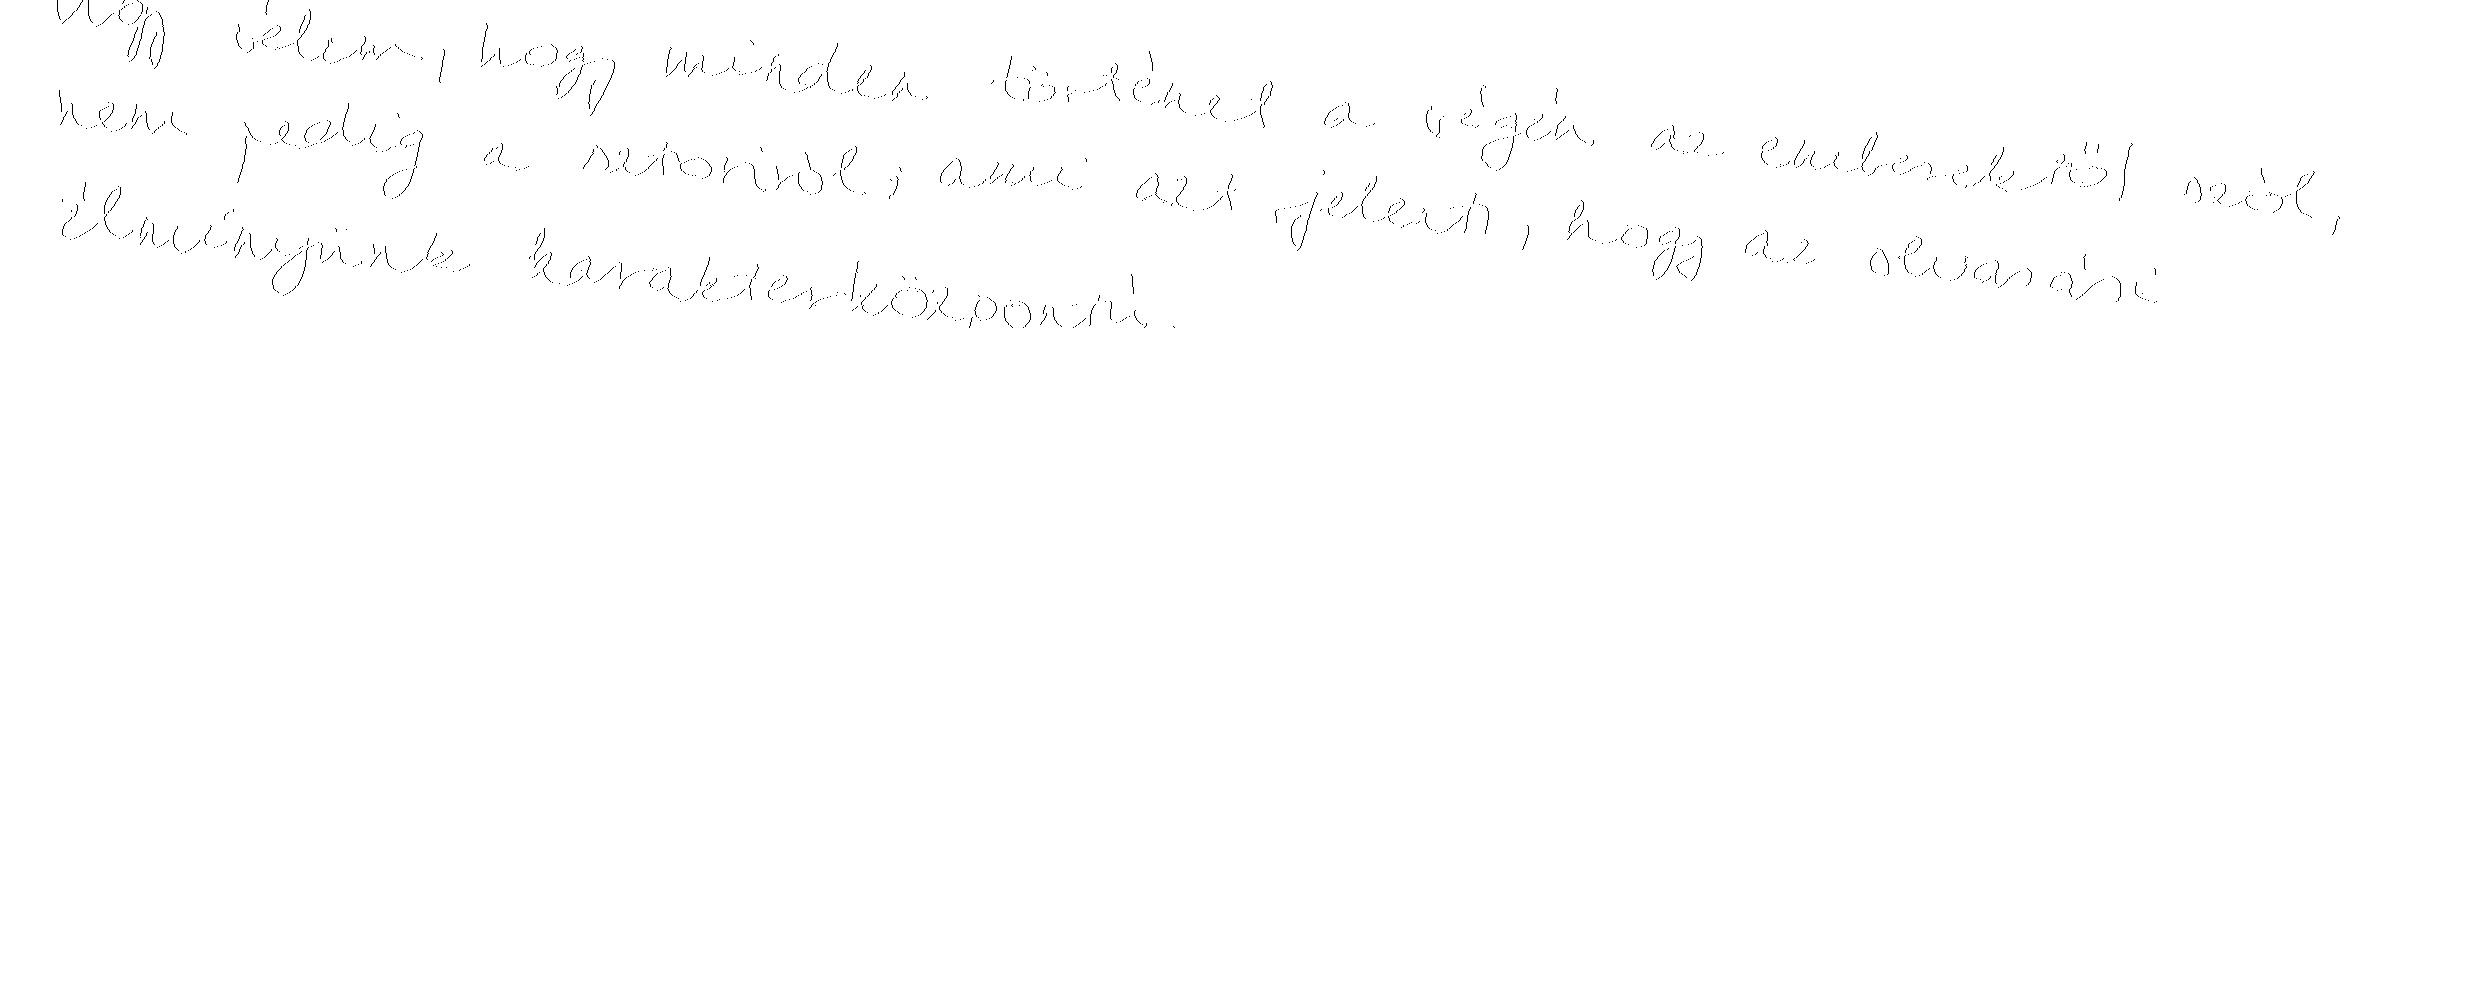 Úgy vélem, hogy minden történet a végén az emberekről szól,
nem pedig a sztoriról, ami azt jelenti, hogy az olvasási
élményünk karakterközpontú.